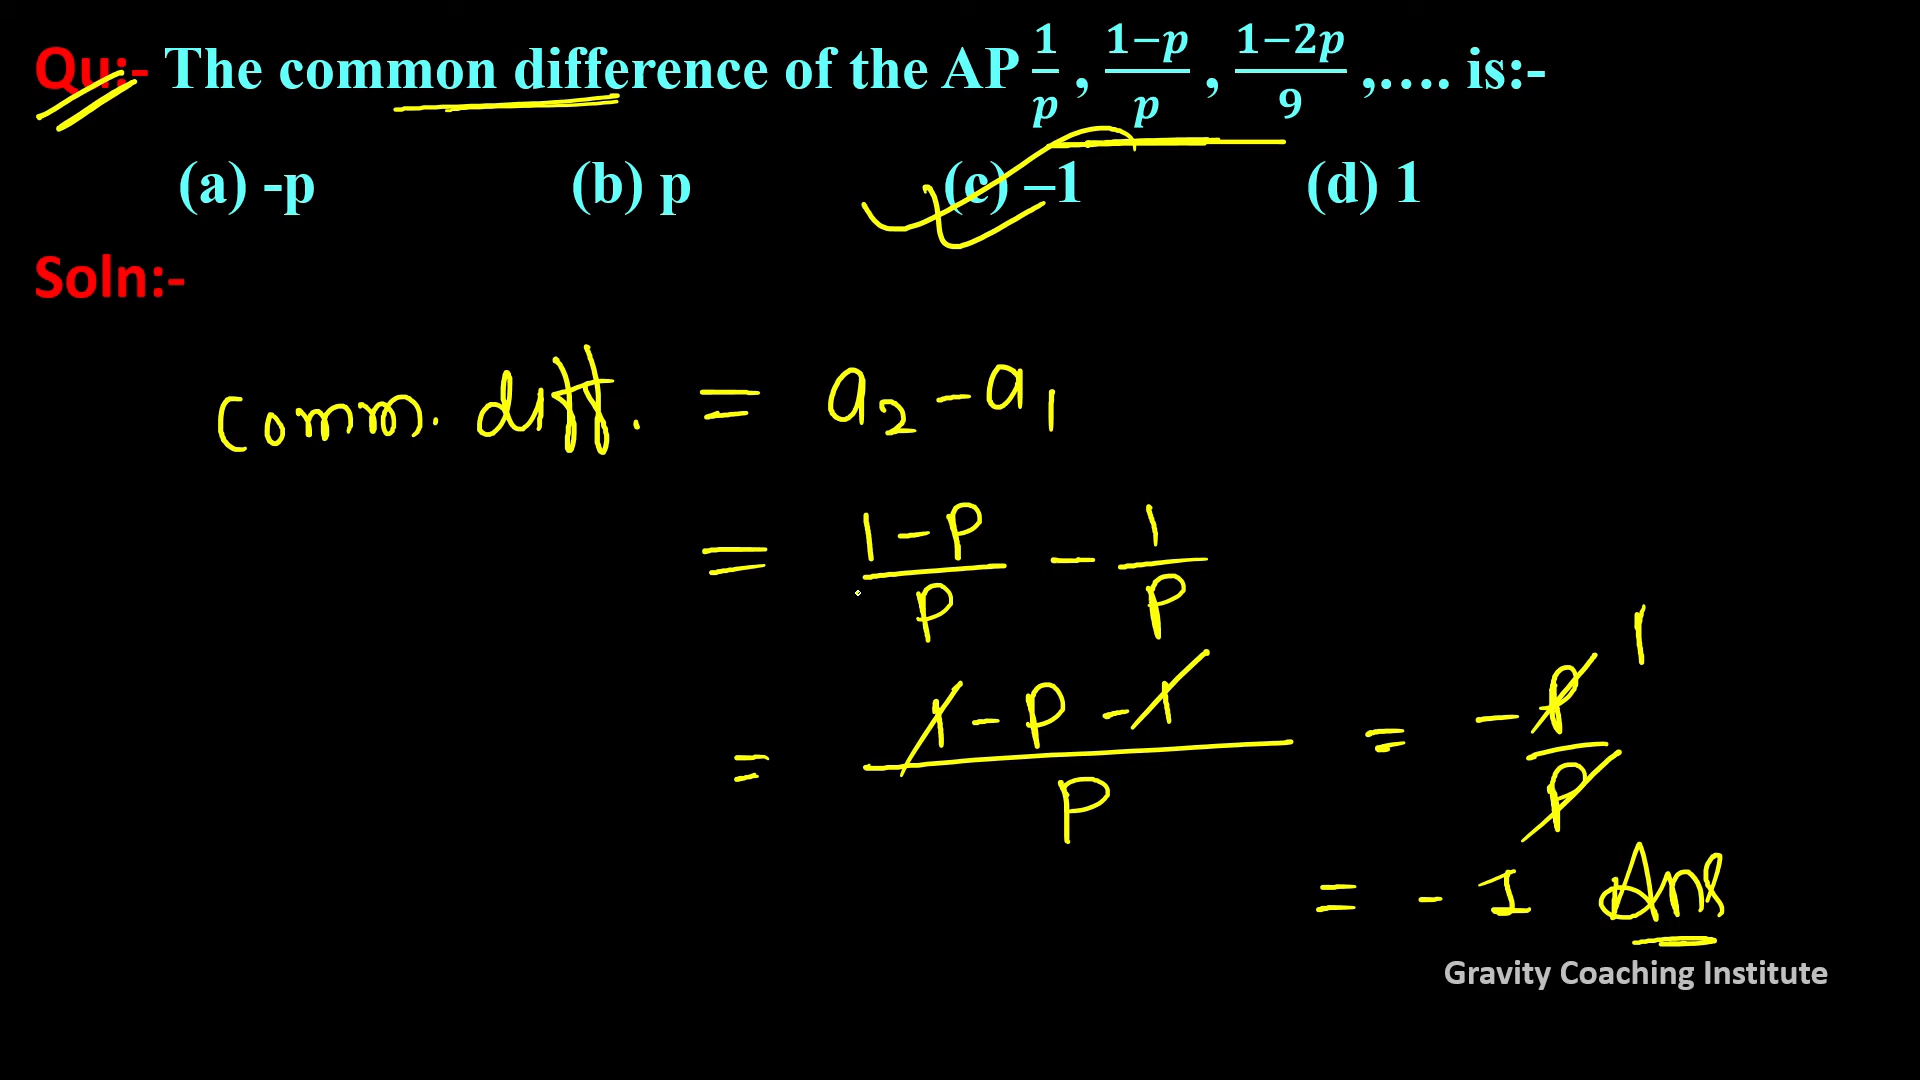 Qu:- The common difference of the AP 1/p , 1−p/p , 1−2p/9 ,.... is:-
(a) -p (b) p (c) –1 (d) 1
Soln:-
Comm. diff. = a₂ - a₁
= 1-P/P - 1/P
= 1-P-1/P = -P/P 1
= -1 Ans
Gravity Coaching Institute